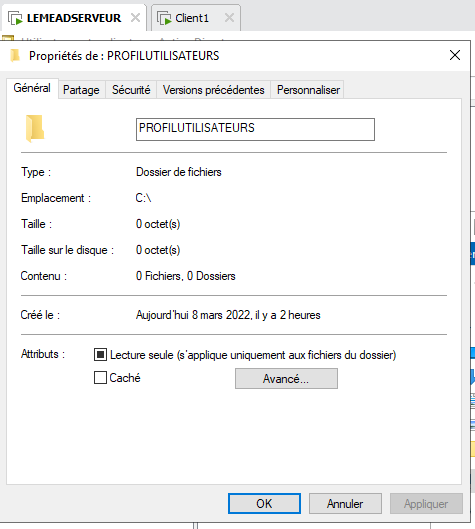 LEMEADSERVEUR
Client1
Propriétés de : PROFILUTILISATEURS
Général
Partage
Sécurité
Versions précédentes
Personnaliser
PROFILUTILISATEURS
Type :
Dossier de fichiers
Emplacement :
C:\
Taille :
0 octet(s)
Taille sur le disque :
0 octet(s)
Contenu :
0 Fichiers, 0 Dossiers
Créé le :
Aujourd'hui 8 mars 2022, il y a 2 heures
Attributs :
Lecture seule (s'applique uniquement aux fichiers du dossier)
Caché
Avancé...
OK
Annuler
Appliquer